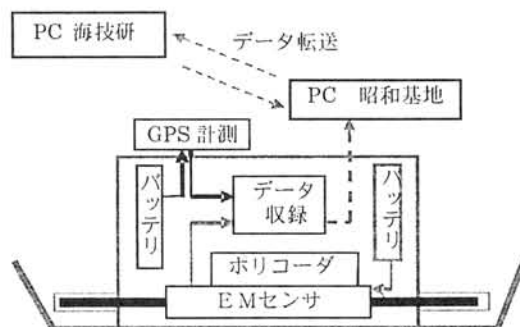 PC 海技研
データ転送
PC 昭和基地
GPS 計測
バッテリ
データ
収録
バッテリ
ホリコーダ
EMセンサ